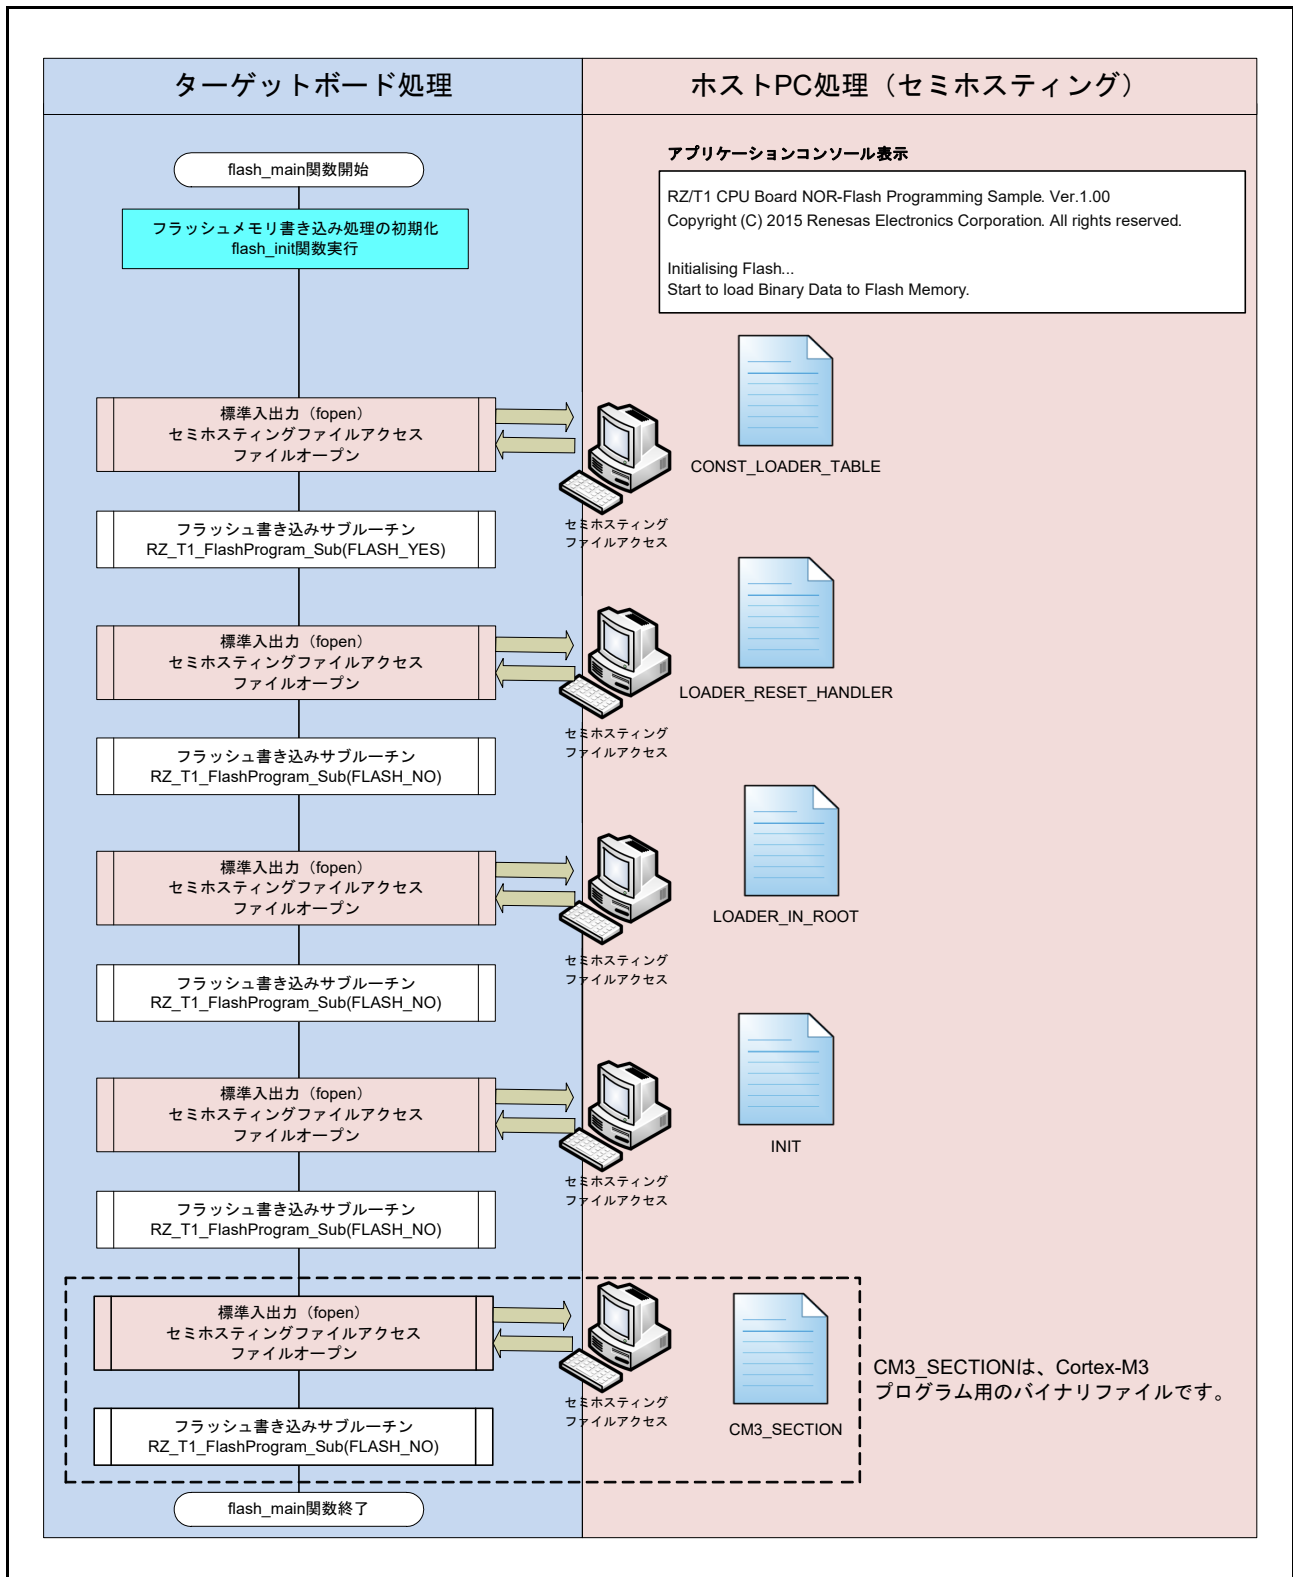 ターゲットボード処理
ホストPC処理（セミホスティング）
flash_main関数開始
フラッシュメモリ書き込み処理の初期化
flash_init関数実行
アプリケーションコンソール表示
RZ/T1 CPU Board NOR-Flash Programming Sample. Ver.1.00
Copyright (C) 2015 Renesas Electronics Corporation. All rights reserved.
Initialising Flash...
Start to load Binary Data to Flash Memory.
標準入出力（fopen）
セミホスティングファイルアクセス
ファイルオープン
セミホスティング
ファイルアクセス
CONST_LOADER_TABLE
フラッシュ書き込みサブルーチン
RZ_T1_FlashProgram_Sub(FLASH_YES)
標準入出力（fopen）
セミホスティングファイルアクセス
ファイルオープン
セミホスティング
ファイルアクセス
LOADER_RESET_HANDLER
フラッシュ書き込みサブルーチン
RZ_T1_FlashProgram_Sub(FLASH_NO)
標準入出力（fopen）
セミホスティングファイルアクセス
ファイルオープン
セミホスティング
ファイルアクセス
LOADER_IN_ROOT
フラッシュ書き込みサブルーチン
RZ_T1_FlashProgram_Sub(FLASH_NO)
標準入出力（fopen）
セミホスティングファイルアクセス
ファイルオープン
セミホスティング
ファイルアクセス
INIT
フラッシュ書き込みサブルーチン
RZ_T1_FlashProgram_Sub(FLASH_NO)
標準入出力（fopen）
セミホスティングファイルアクセス
ファイルオープン
セミホスティング
ファイルアクセス
CM3_SECTION
CM3_SECTIONは、Cortex-M3
プログラム用のバイナリファイルです。
フラッシュ書き込みサブルーチン
RZ_T1_FlashProgram_Sub(FLASH_NO)
flash_main関数終了